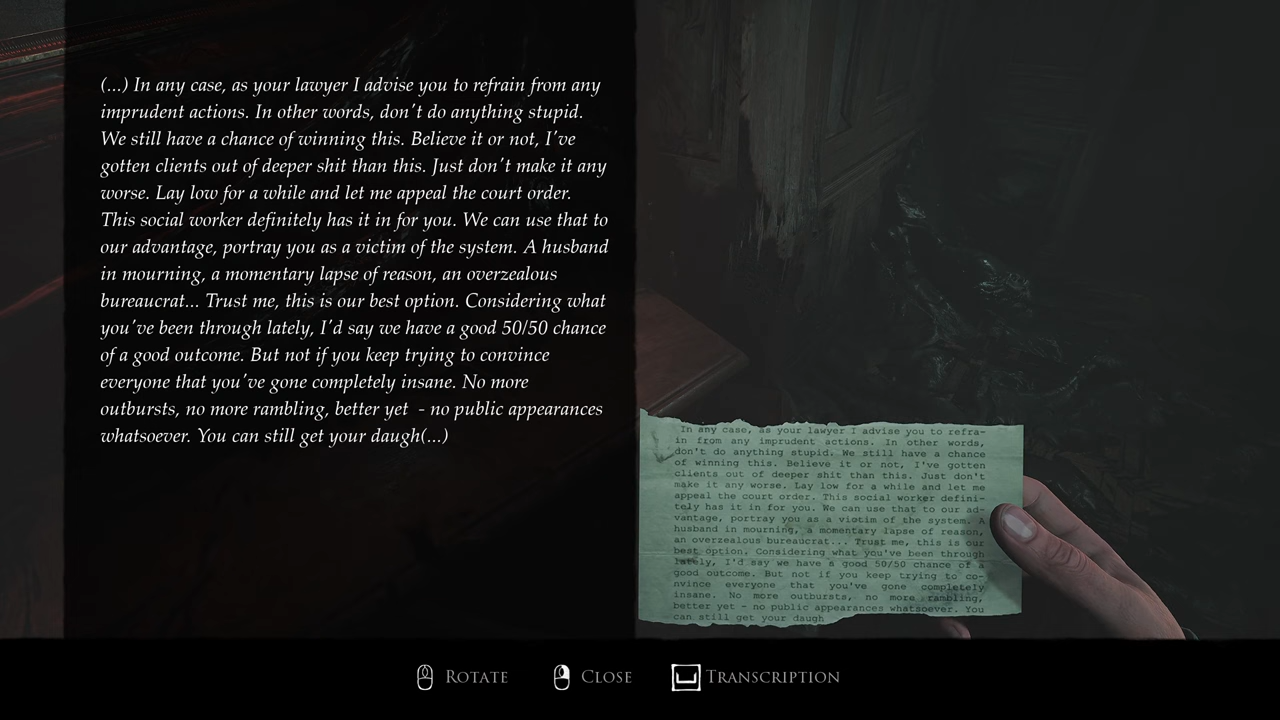 (...) In any case, as your lawyer I advise you to refrain from any
imprudent actions. In other words, don't do anything stupid.
We still have a chance of winning this. Believe it or not, I've
gotten clients out of deeper shit than this. Just don't make it any
worse. Lay low for a while and let me appeal the court order.
This social worker definitely has it in for you. We can use that to
our advantage, portray you as a victim of the system. A husband
in mourning, a momentary lapse of reason, an overzealous
bureaucrat... Trust me, this is our best option. Considering what
you've been through lately, I'd say we have a good 50/50 chance
of a good outcome. But not if you keep trying to convince
everyone that you've gone completely insane. No more
outbursts, no more rambling, better yet  - no public appearances
whatsoever. You can still get your daugh(...)
In any case, as your lawyer I advise you to refra-
in from any imprudent actions. In other words,
don't do anything stupid. We still have a chance
of winning this. Believe it or not, I've gotten
clients out of deeper shit than this. Just don't
make it any worse. Lay low for a while and let me
appeal the court order. This social worker defini-
tely has it in for you. We can use that to our ad-
vantage, portray you as a victim of the system. A
husband in mourning, a momentary lapse of reason,
an overzealous bureaucrat... Trust me, this is our
best option. Considering what you've been through
lately, I'd say we have a good 50/50 chance of a
good outcome. But not if you keep trying to co-
nvince everyone that you've gone completely
insane. No more outbursts, no more rambling,
better yet - no public appearances whatsoever. You
can still get your daugh
ROTATE
CLOSE
TRANSCRIPTION